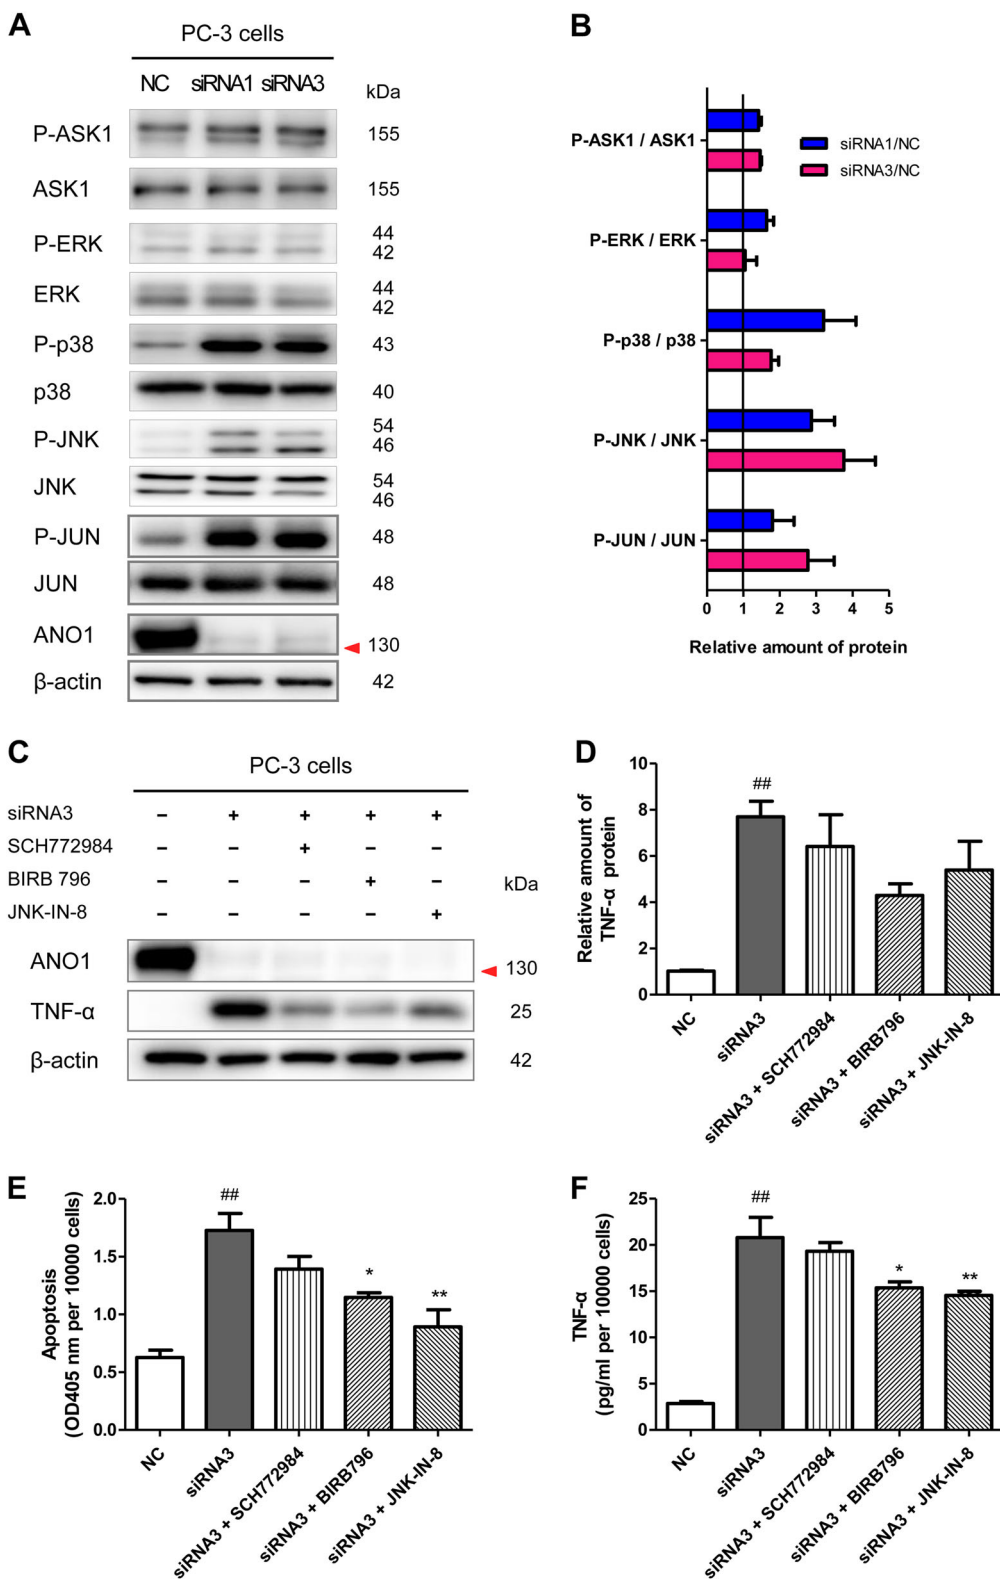 A
PC-3 cells
NC siRNA1 siRNA3
kDa
P-ASK1 155
ASK1 155
P-ERK 44
42
ERK 44
42
P-p38 43
p38 40
P-JNK 54
46
JNK 54
46
P-JUN 48
JUN 48
ANO1 130
β-actin 42
B
P-ASK1 / ASK1
P-ERK / ERK
P-p38 / p38
P-JNK / JNK
P-JUN / JUN
siRNA1/NC
siRNA3/NC
0 1 2 3 4 5
Relative amount of protein
C
PC-3 cells
siRNA3 – + + + +
SCH772984 – – + – –
BIRB 796 – – – + –
JNK-IN-8 – – – – +
kDa
ANO1 130
TNF-α 25
β-actin 42
D
Relative amount of
TNF-α protein
10
8
6
4
2
0
##
NC
siRNA3
siRNA3 + SCH772984
siRNA3 + BIRB796
siRNA3 + JNK-IN-8
E
Apoptosis
(OD405 nm per 10000 cells)
2.0
1.5
1.0
0.5
0.0
##
*
**
NC
siRNA3
siRNA3 + SCH772984
siRNA3 + BIRB796
siRNA3 + JNK-IN-8
F
TNF-α
(pg/ml per 10000 cells)
25
20
15
10
5
0
##
*
**
NC
siRNA3
siRNA3 + SCH772984
siRNA3 + BIRB796
siRNA3 + JNK-IN-8